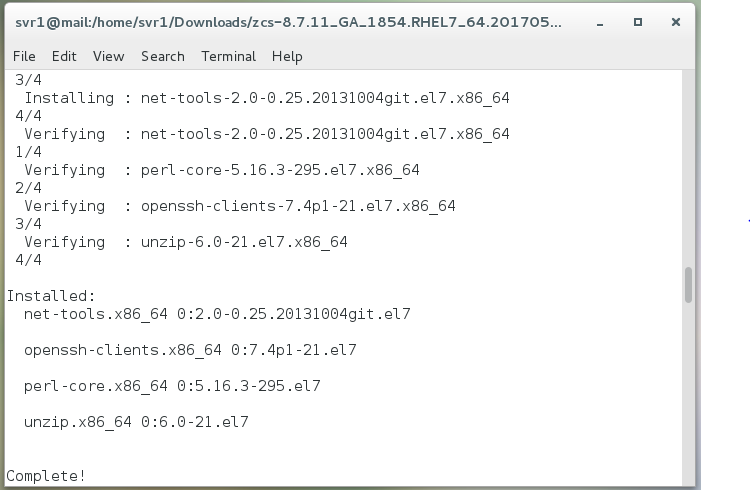 svr1@mail:/home/svr1/Downloads/zcs-8.7.11_GA_1854.RHEL7_64.201705...
File Edit View Search Terminal Help
3/4
Installing : net-tools-2.0-0.25.20131004git.el7.x86_64
4/4
Verifying  : net-tools-2.0-0.25.20131004git.el7.x86_64
1/4
Verifying  : perl-core-5.16.3-295.el7.x86_64
2/4
Verifying  : openssh-clients-7.4p1-21.el7.x86_64
3/4
Verifying  : unzip-6.0-21.el7.x86_64
4/4
Installed:
net-tools.x86_64 0:2.0-0.25.20131004git.el7
openssh-clients.x86_64 0:7.4p1-21.el7
perl-core.x86_64 0:5.16.3-295.el7
unzip.x86_64 0:6.0-21.el7
Complete!